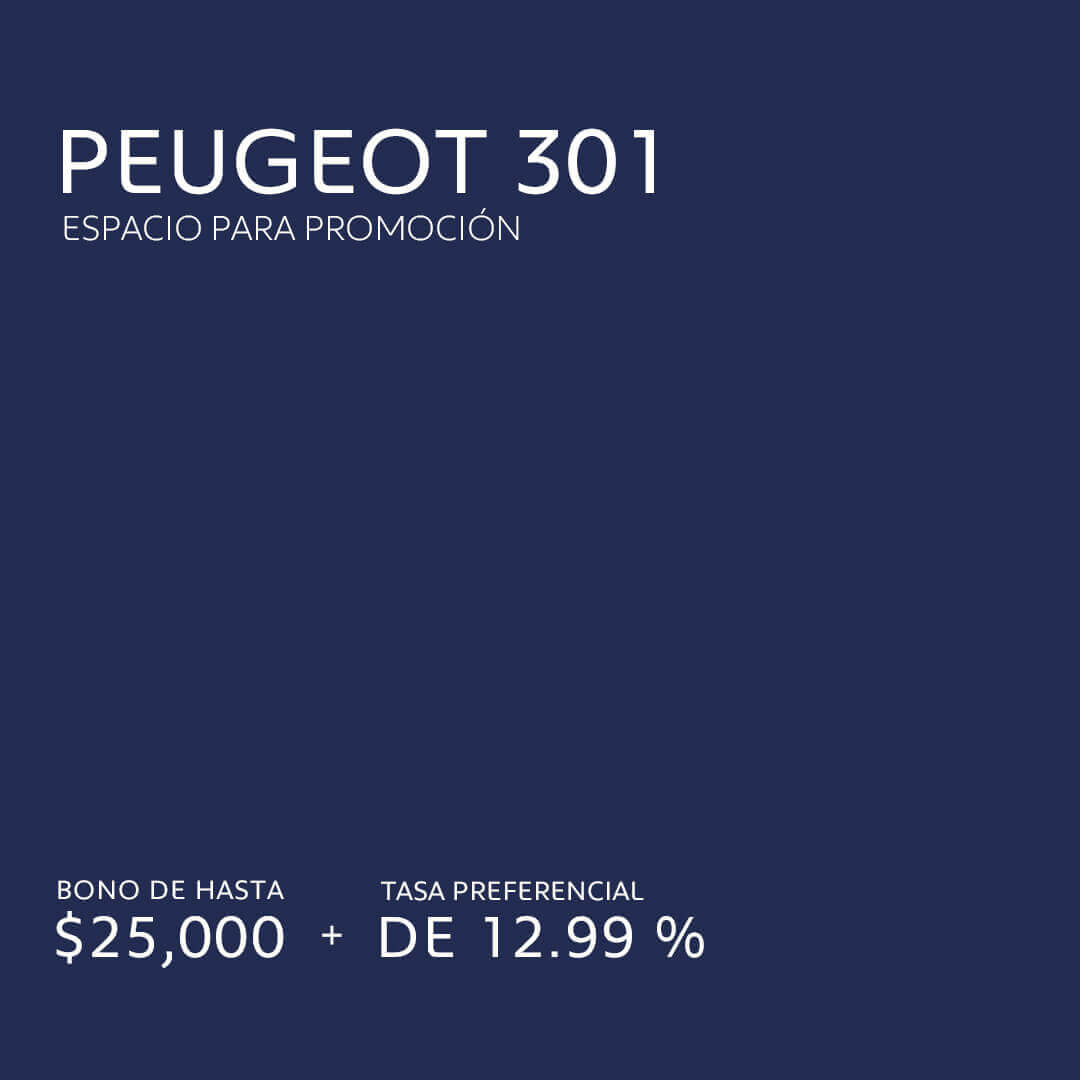 PEUGEOT 301
ESPACIO PARA PROMOCIÓN
BONO DE HASTA
$25,000
+
TASA PREFERENCIAL
DE 12.99 %